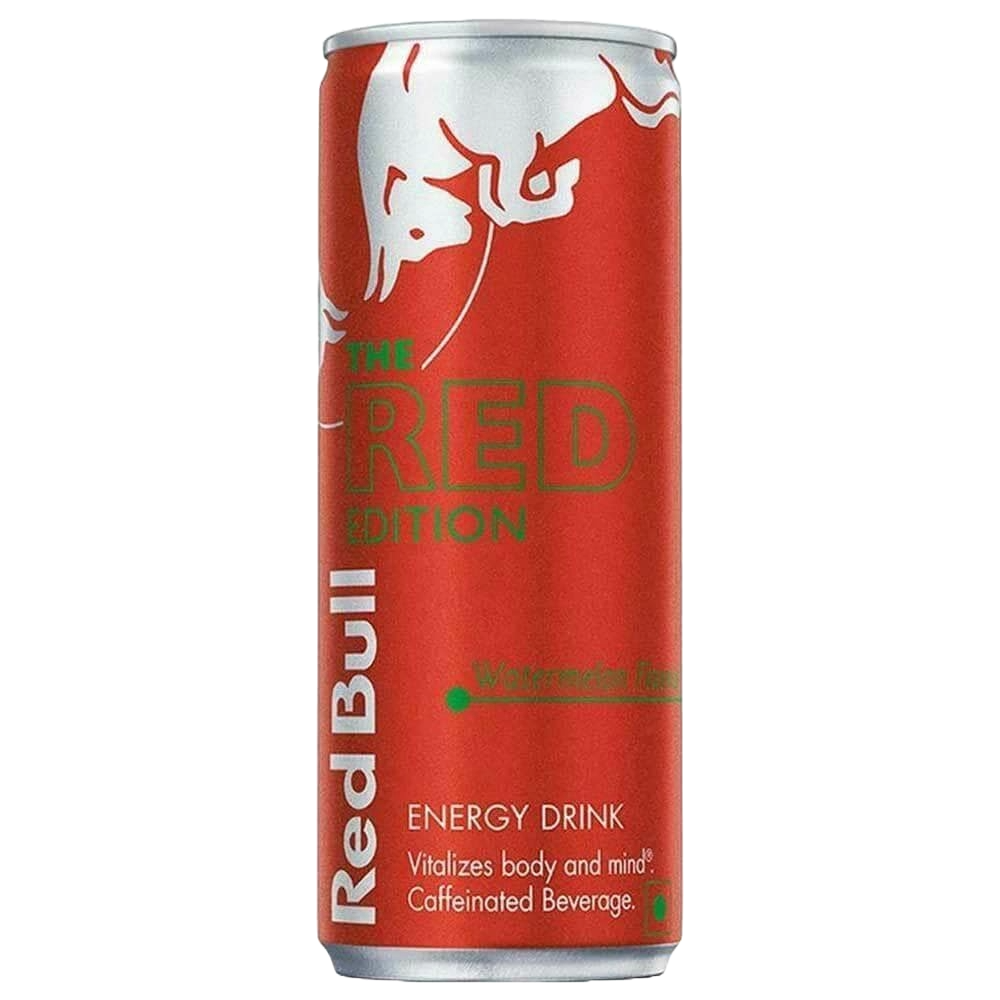 THE
RED
EDITION
Red Bull
Watermelon
ENERGY DRINK
Vitalizes body and mind®.
Caffeinated Beverage.